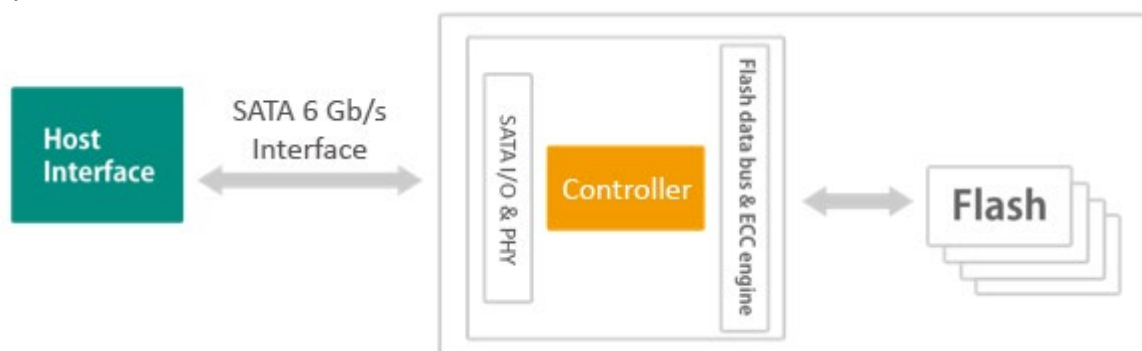 SATA 6 Gb/s
Interface
Host
Interface
SATA I/O & PHY
Controller
Flash data bus & ECC engine
Flash